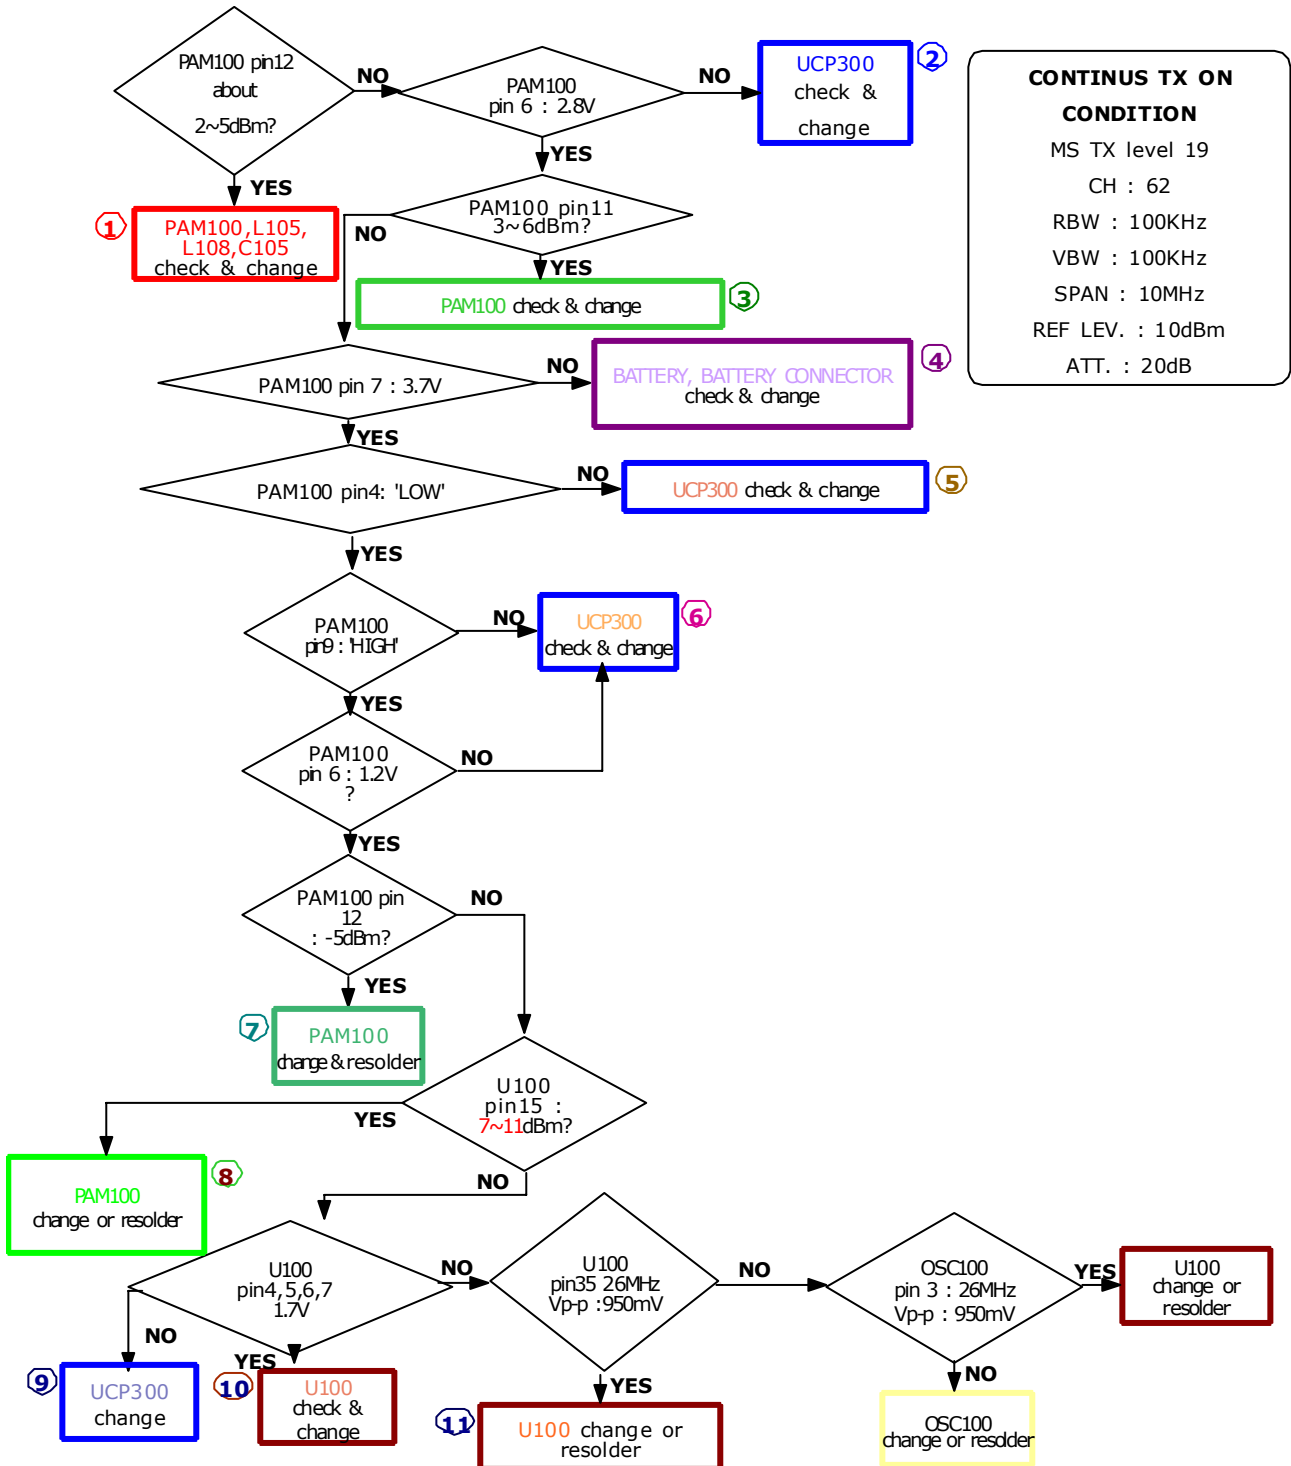 PAM100 pin12
about
2~5dBm?
NO
PAM100
pin 6 : 2.8V
NO
UCP300
check &
change
2
CONTINUS TX ON
CONDITION
MS TX level 19
CH : 62
RBW : 100KHz
VBW : 100KHz
SPAN : 10MHz
REF LEV. : 10dBm
ATT. : 20dB
YES
YES
1
PAM100,L105,
L108,C105
check & change
PAM100 pin11
3~6dBm?
NO
YES
PAM100 check & change
3
PAM100 pin 7 : 3.7V
NO
BATTERY, BATTERY CONNECTOR
check & change
4
YES
PAM100 pin4: 'LOW'
NO
UCP300 check & change
5
YES
PAM100
pin9 : 'HIGH'
NO
UCP300
check & change
6
YES
PAM100
pin 6 : 1.2V
?
NO
YES
PAM100 pin
12
: -5dBm?
NO
YES
7
PAM100
change & resolder
U100
pin15 :
7~11dBm?
YES
PAM100
change or resolder
8
NO
U100
pin4,5,6,7
1.7V
NO
U100
pin35 26MHz
Vp-p :950mV
NO
OSC100
pin 3 : 26MHz
Vp-p : 950mV
YES
U100
change or
resolder
NO
YES
9
UCP300
change
10
U100
check &
change
YES
11
U100 change or
resolder
NO
OSC100
change or resolder